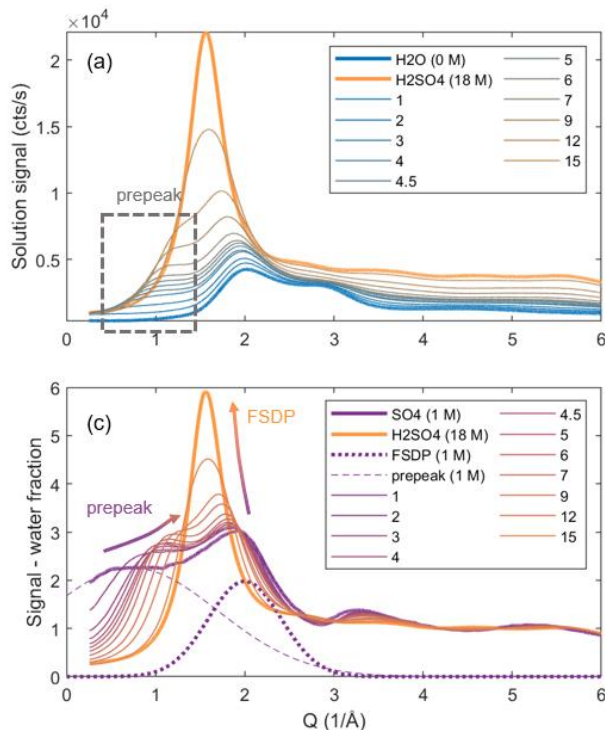 ×10⁴
(a)
Solution signal (cts/s)
2
1.5
1
0.5
prepeak
H2O (0 M)
H2SO4 (18 M)
1
2
3
4
4.5
5
6
7
9
12
15
0 1 2 3 4 5 6
(c)
Signal - water fraction
6
5
4
3
2
1
0
FSDP
prepeak
SO4 (1 M)
H2SO4 (18 M)
FSDP (1 M)
prepeak (1 M)
1
2
3
4
4.5
5
6
7
9
12
15
0 1 2 3 4 5 6
Q (1/Å)